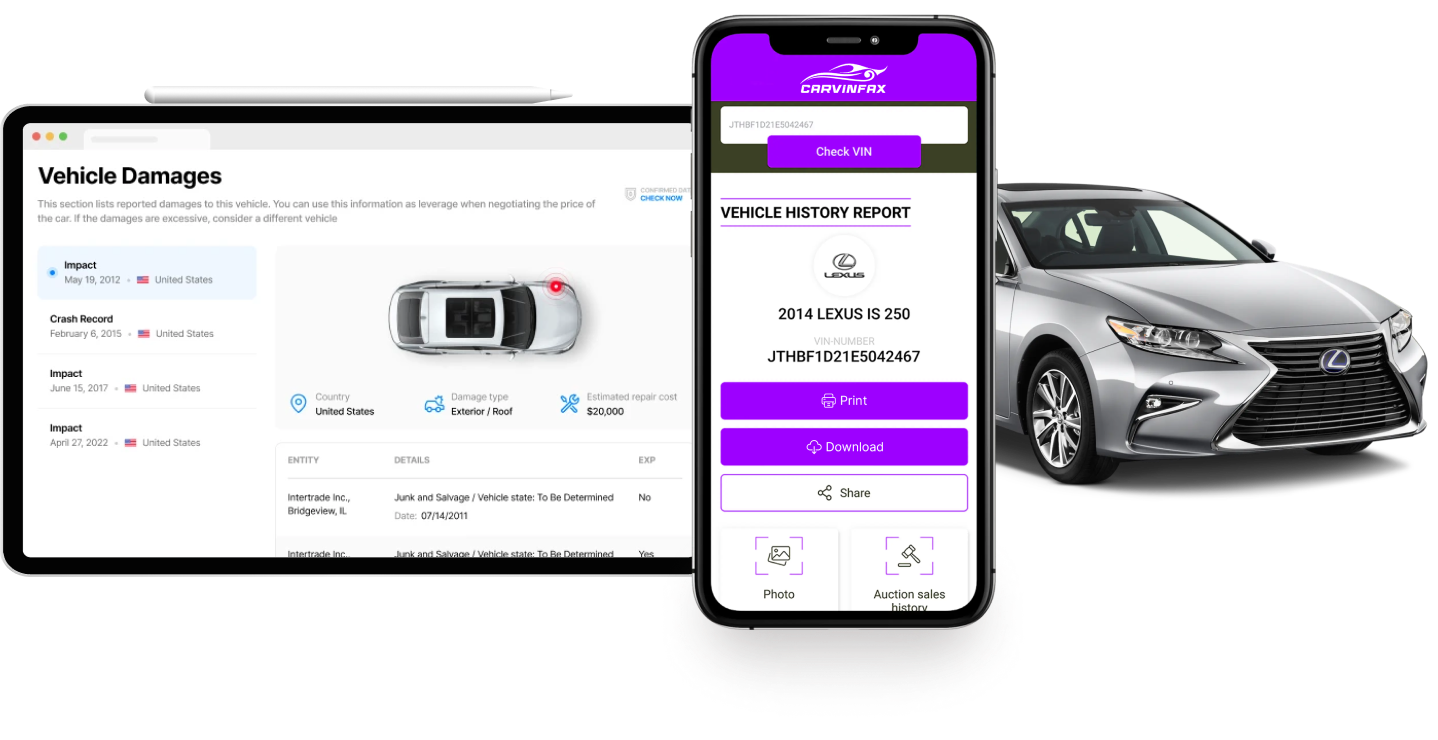 Vehicle Damages
This section lists reported damages to this vehicle. You can use this information as leverage when negotiating the price of
the car. If the damages are excessive, consider a different vehicle
CONFIRMED DAT
CHECK NOW
Impact
May 19, 2012 • United States
Crash Record
February 6, 2015 • United States
Impact
June 15, 2017 • United States
Impact
April 27, 2022 • United States
Country
United States
Damage type
Exterior / Roof
Estimated repair cost
$20,000
ENTITY DETAILS EXP
Intertrade Inc., Junk and Salvage / Vehicle state: To Be Determined No
Bridgeview, IL
Date: 07/14/2011
Intertrade Inc., Junk and Salvage / Vehicle state: To Be Determined Yes
CARVINFAX
JTHBF1D21E5042467
Check VIN
VEHICLE HISTORY REPORT
LEXUS
2014 LEXUS IS 250
VIN-NUMBER
JTHBF1D21E5042467
Print
Download
Share
Photo
Auction sales
history